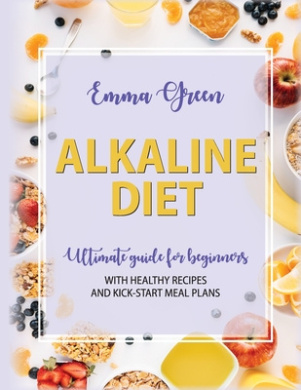 Emma Green
ALKALINE
DIET
Ultimate guide for beginners
WITH HEALTHY RECIPES
AND KICK-START MEAL PLANS